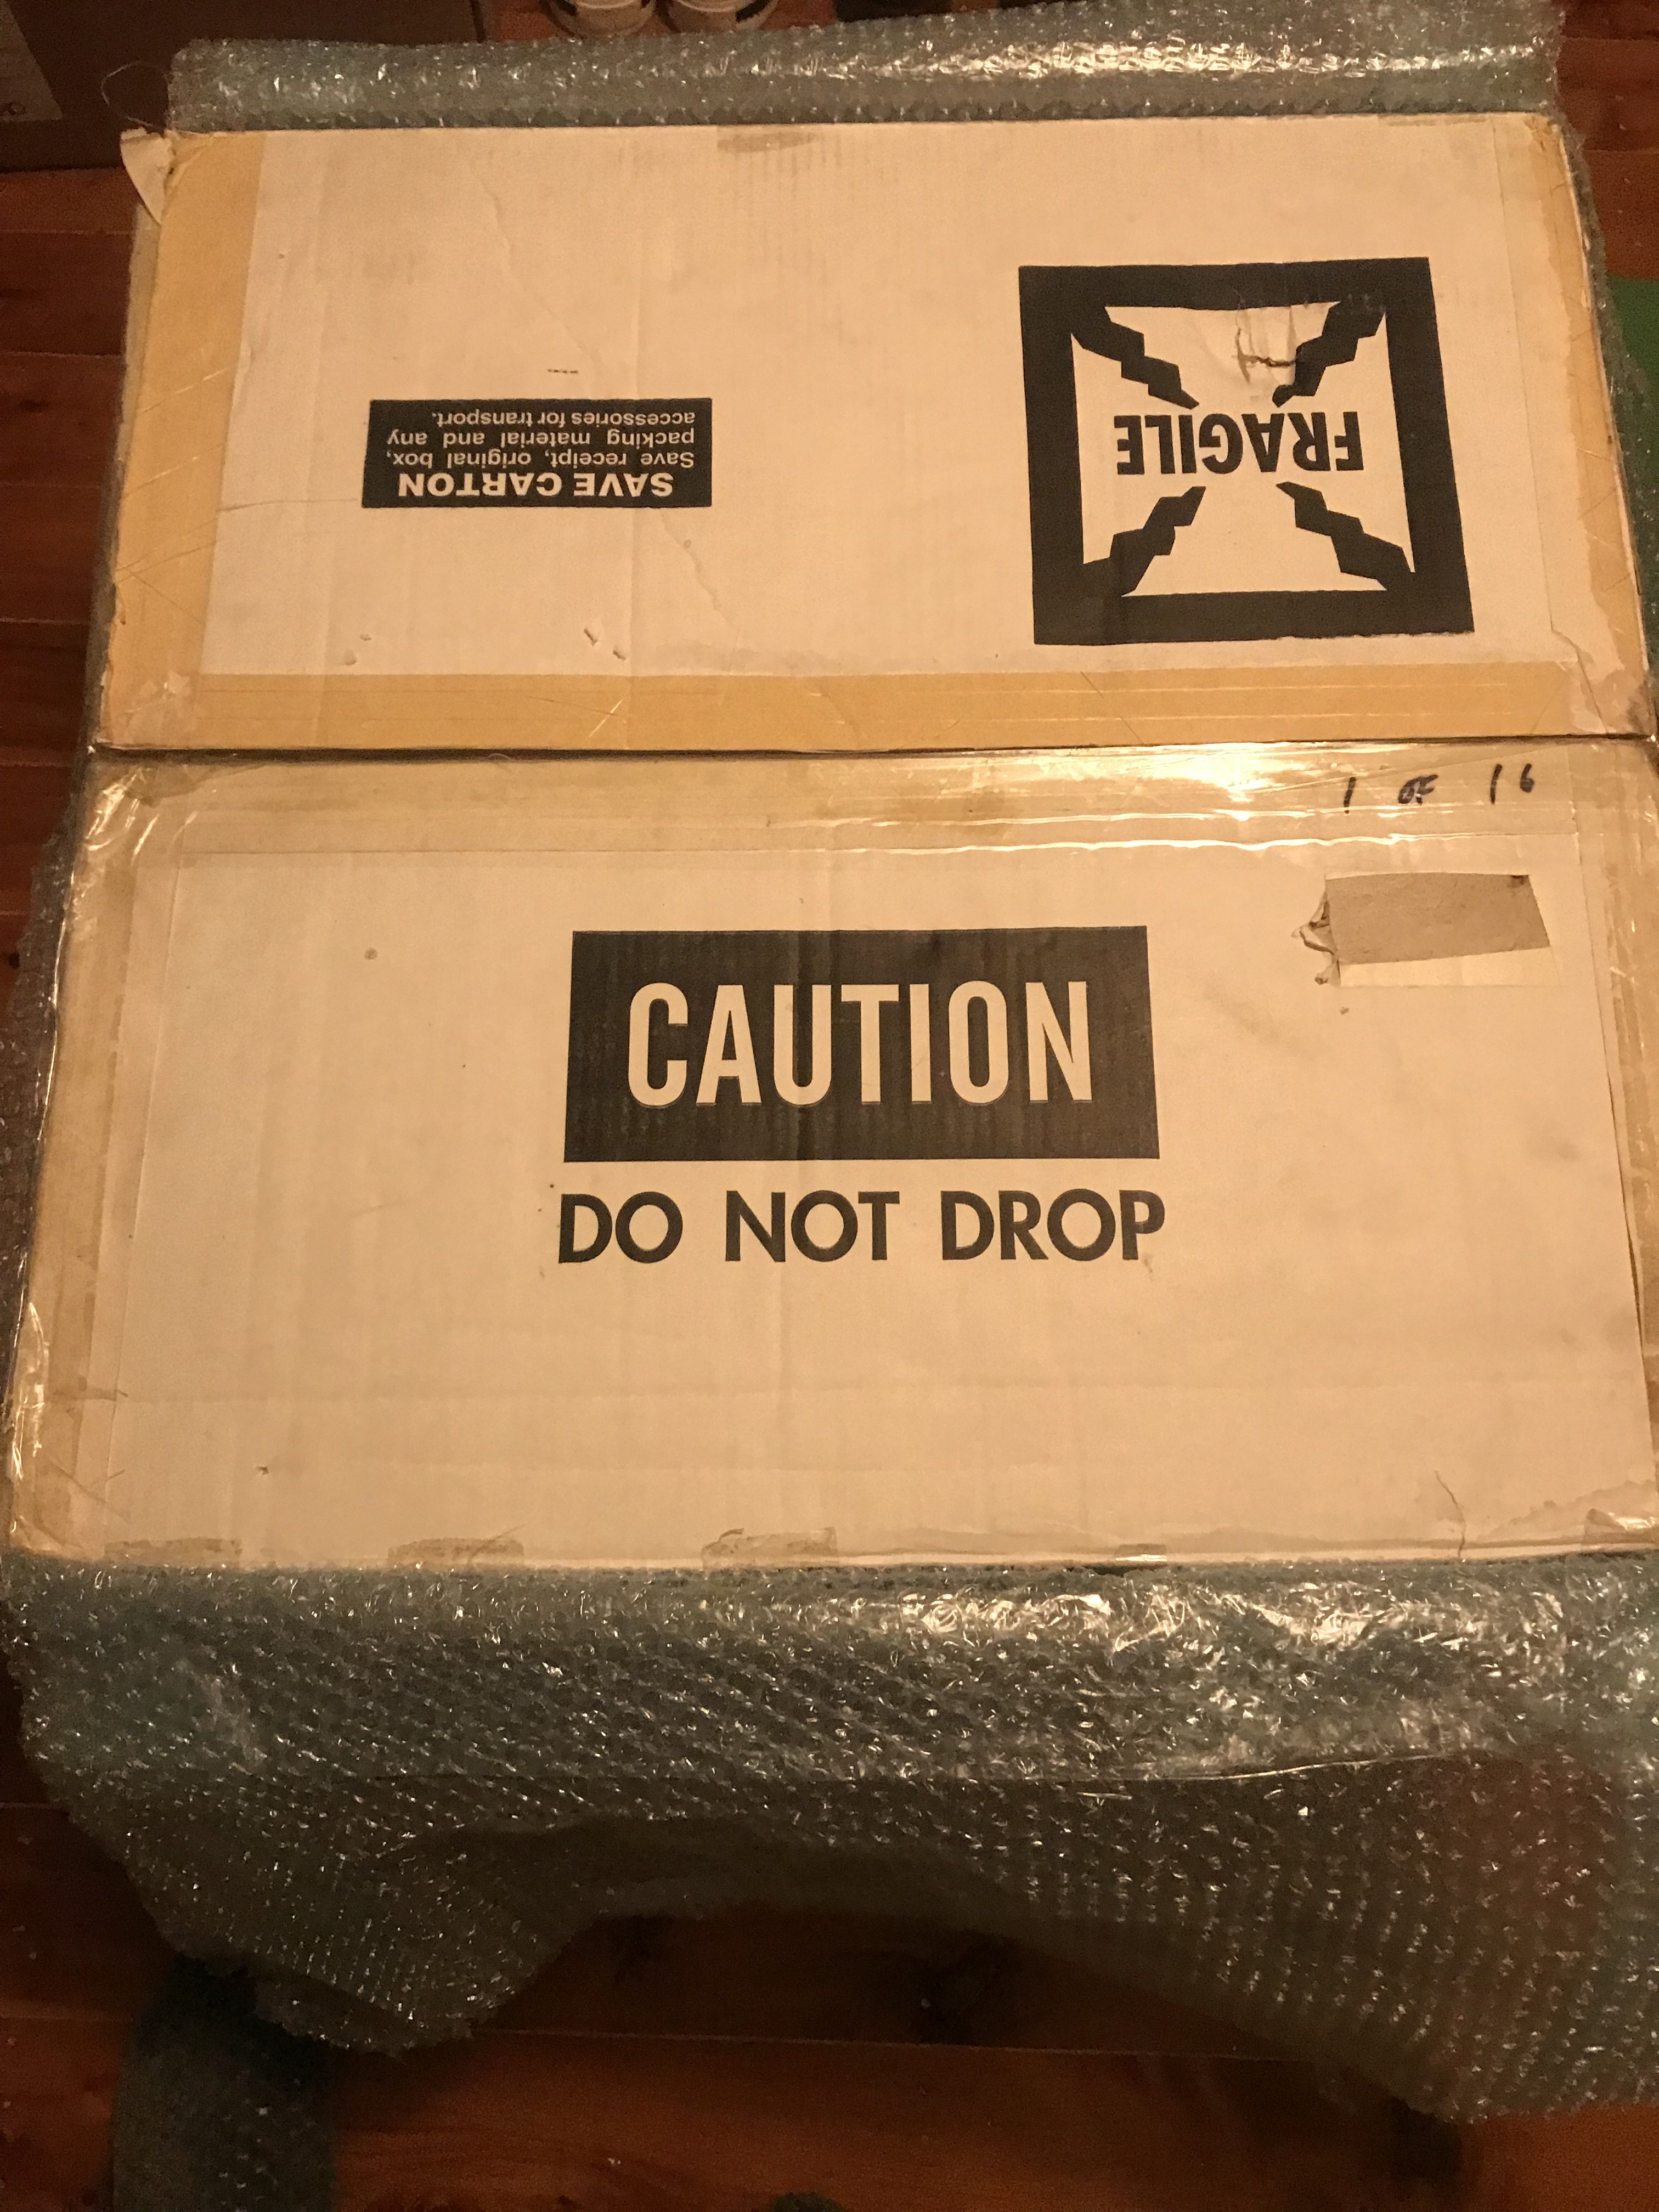 SAVE CARTON
Save receipt, original box,
packing material and any
accessories for transport.
FRAGILE
1 OF 16
CAUTION
DO NOT DROP